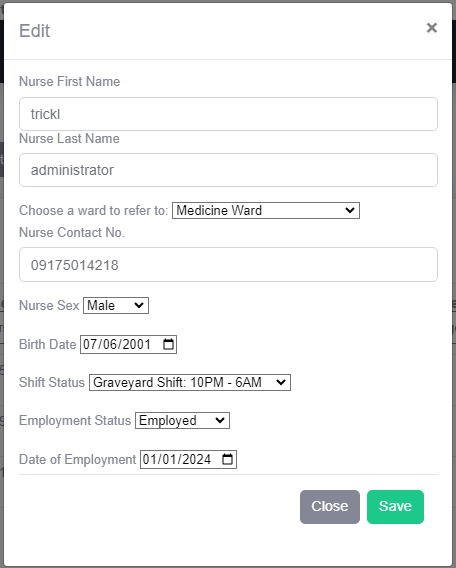 Edit ×
Nurse First Name
trickl
Nurse Last Name
administrator
Choose a ward to refer to: Medicine Ward
Nurse Contact No.
09175014218
Nurse Sex Male
Birth Date 07/06/2001
Shift Status Graveyard Shift: 10PM - 6AM
Employment Status Employed
Date of Employment 01/01/2024
Close Save